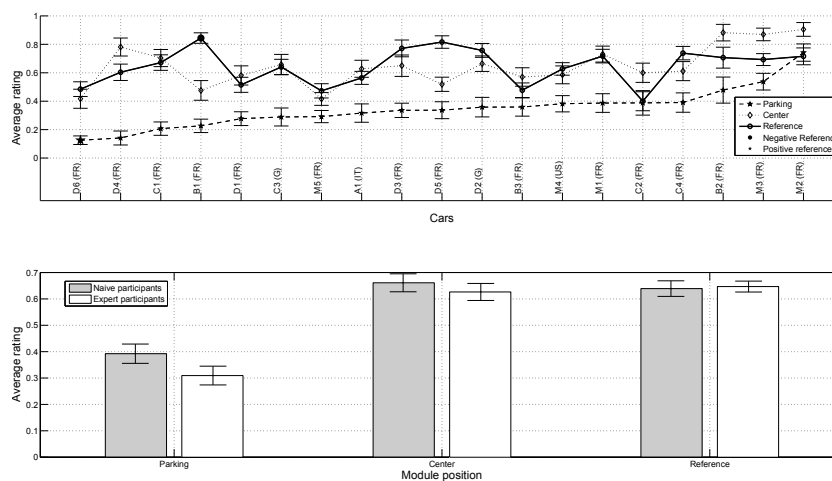 1
0.8
0.6
0.4
0.2
0
Average rating
D6 (FR)
D4 (FR)
C1 (FR)
B1 (FR)
D1 (FR)
C3 (G)
M5 (FR)
A1 (IT)
D3 (FR)
D5 (FR)
D2 (G)
B3 (FR)
M4 (US)
M1 (FR)
C2 (FR)
C4 (FR)
B2 (FR)
M3 (FR)
M2 (FR)
Cars
Parking
Center
Reference
Negative Reference
Positive reference
0.7
0.6
0.5
0.4
0.3
0.2
0.1
0
Average rating
Naive participants
Expert participants
Parking
Center
Reference
Module position